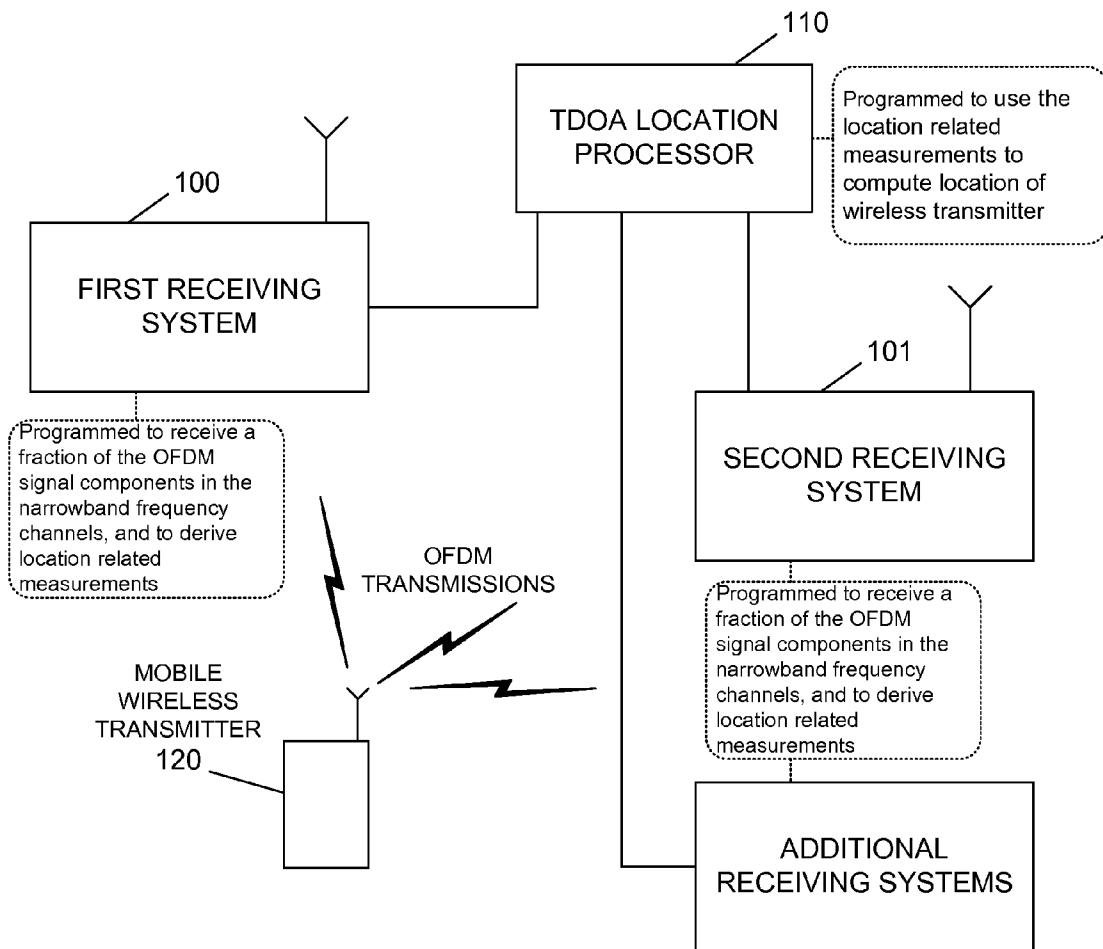 110
TDOA LOCATION
PROCESSOR
Programmed to use the
location related
measurements to
compute location of
wireless transmitter
100
FIRST RECEIVING
SYSTEM
Programmed to receive a
fraction of the OFDM
signal components in the
narrowband frequency
channels, and to derive
location related
measurements
101
SECOND RECEIVING
SYSTEM
Programmed to receive a
fraction of the OFDM
signal components in the
narrowband frequency
channels, and to derive
location related
measurements
OFDM
TRANSMISSIONS
MOBILE
WIRELESS
TRANSMITTER
120
ADDITIONAL
RECEIVING SYSTEMS